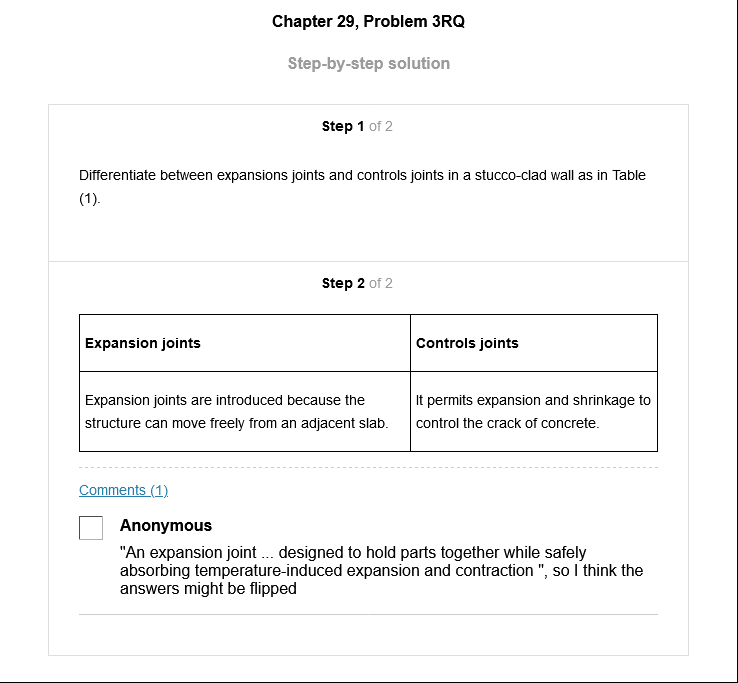 Chapter 29, Problem 3RQ
Step-by-step solution
Step 1 of 2
Differentiate between expansions joints and controls joints in a stucco-clad wall as in Table
(1).
Step 2 of 2
Expansion joints
Controls joints
Expansion joints are introduced because the
structure can move freely from an adjacent slab.
It permits expansion and shrinkage to
control the crack of concrete.
Comments (1)
Anonymous
"An expansion joint ... designed to hold parts together while safely
absorbing temperature-induced expansion and contraction ", so I think the
answers might be flipped